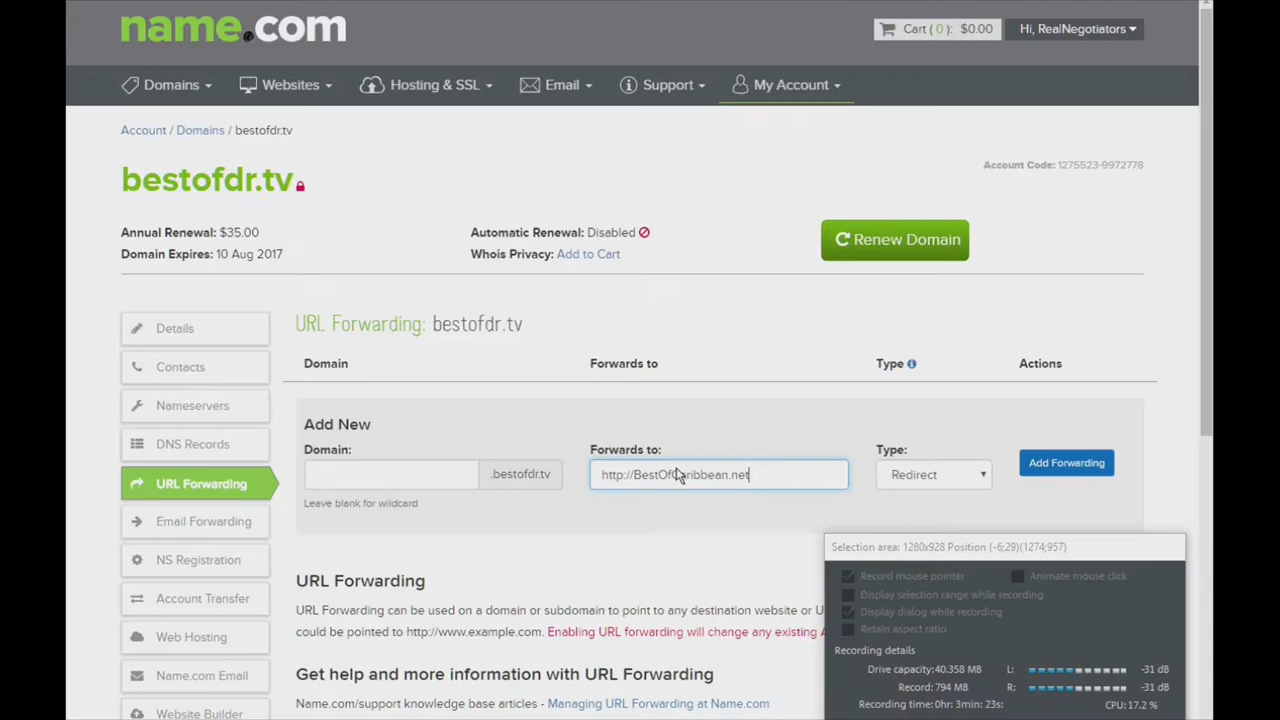 name.com
Cart ( 0 ): $0.00
Hi, RealNegotiators
Domains
Websites
Hosting & SSL
Email
Support
My Account
Account / Domains / bestofdr.tv
bestofdr.tv
Account Code: 1275523-9972778
Annual Renewal: $35.00
Automatic Renewal: Disabled
Renew Domain
Domain Expires: 10 Aug 2017
Whois Privacy: Add to Cart
Details
Contacts
Nameservers
DNS Records
URL Forwarding
Email Forwarding
NS Registration
Account Transfer
Web Hosting
Name.com Email
Website Builder
URL Forwarding: bestofdr.tv
Domain
Forwards to
Type
Actions
Add New
Domain:
Forwards to:
Type:
.bestofdr.tv
http://BestOfCaribbean.net
Redirect
Add Forwarding
Leave blank for wildcard
URL Forwarding
URL Forwarding can be used on a domain or subdomain to point to any destination website or U
could be pointed to http://www.example.com. Enabling URL forwarding will change any existing A
Get help and more information with URL Forwarding
Name.com/support knowledge base articles - Managing URL Forwarding at Name.com
Selection area: 1280x928 Position (-6;29)(1274;957)
Record mouse pointer
Animate mouse click
Display selection range while recording
Display dialog while recording
Retain aspect ratio
Recording details
Drive capacity:40.358 MB
L:
-31 dB
Record: 794 MB
R:
-31 dB
Recording time:0hr: 3min: 23s:
CPU: 17.2 %